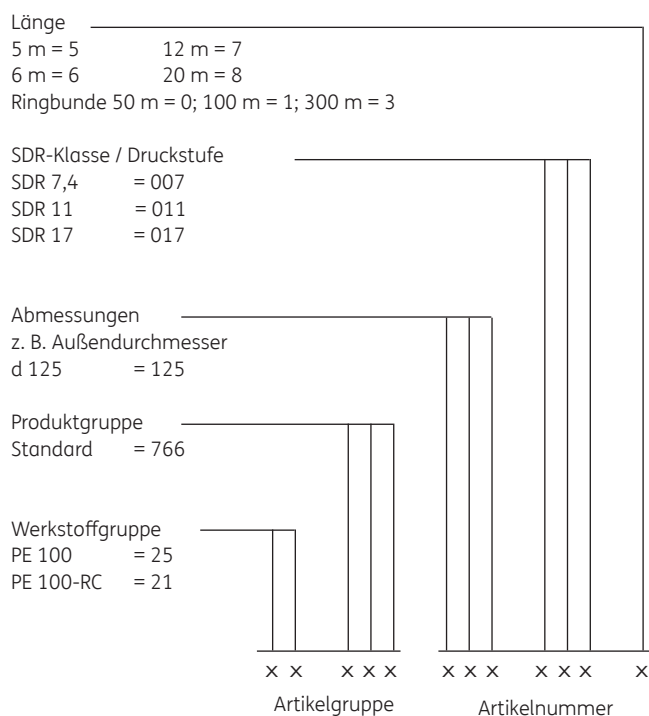 Länge
5 m = 5 12 m = 7
6 m = 6 20 m = 8
Ringbunde 50 m = 0; 100 m = 1; 300 m = 3
SDR-Klasse / Druckstufe
SDR 7,4 = 007
SDR 11 = 011
SDR 17 = 017
Abmessungen
z. B. Außendurchmesser
d 125 = 125
Produktgruppe
Standard = 766
Werkstoffgruppe
PE 100 = 25
PE 100-RC = 21
x x x x x x x x x x x x
Artikelgruppe Artikelnummer